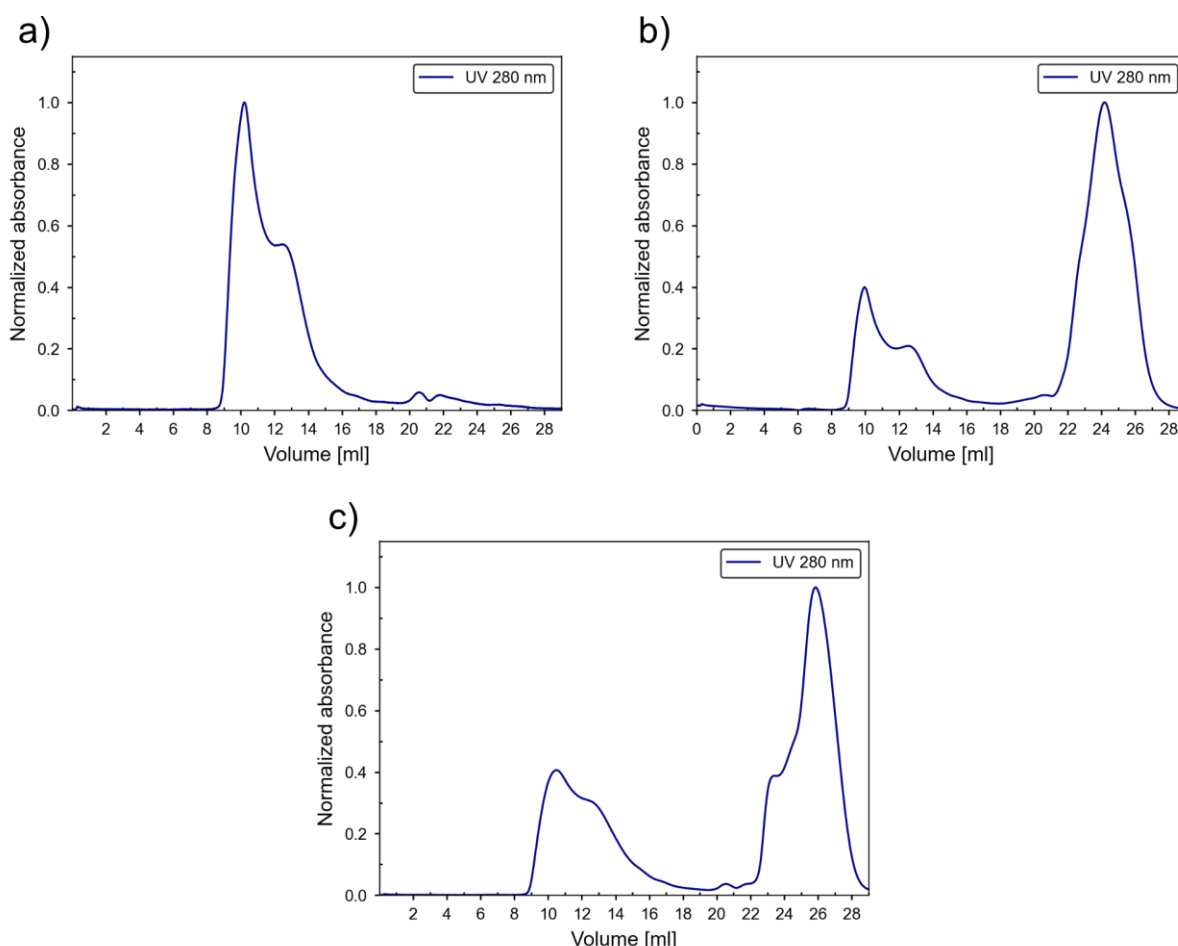 a)
UV 280 nm
Normalized absorbance
1.0
0.8
0.6
0.4
0.2
0.0
2 4 6 8 10 12 14 16 18 20 22 24 26 28
Volume [ml]
b)
UV 280 nm
Normalized absorbance
1.0
0.8
0.6
0.4
0.2
0.0
0 2 4 6 8 10 12 14 16 18 20 22 24 26 28
Volume [ml]
c)
UV 280 nm
Normalized absorbance
1.0
0.8
0.6
0.4
0.2
0.0
2 4 6 8 10 12 14 16 18 20 22 24 26 28
Volume [ml]